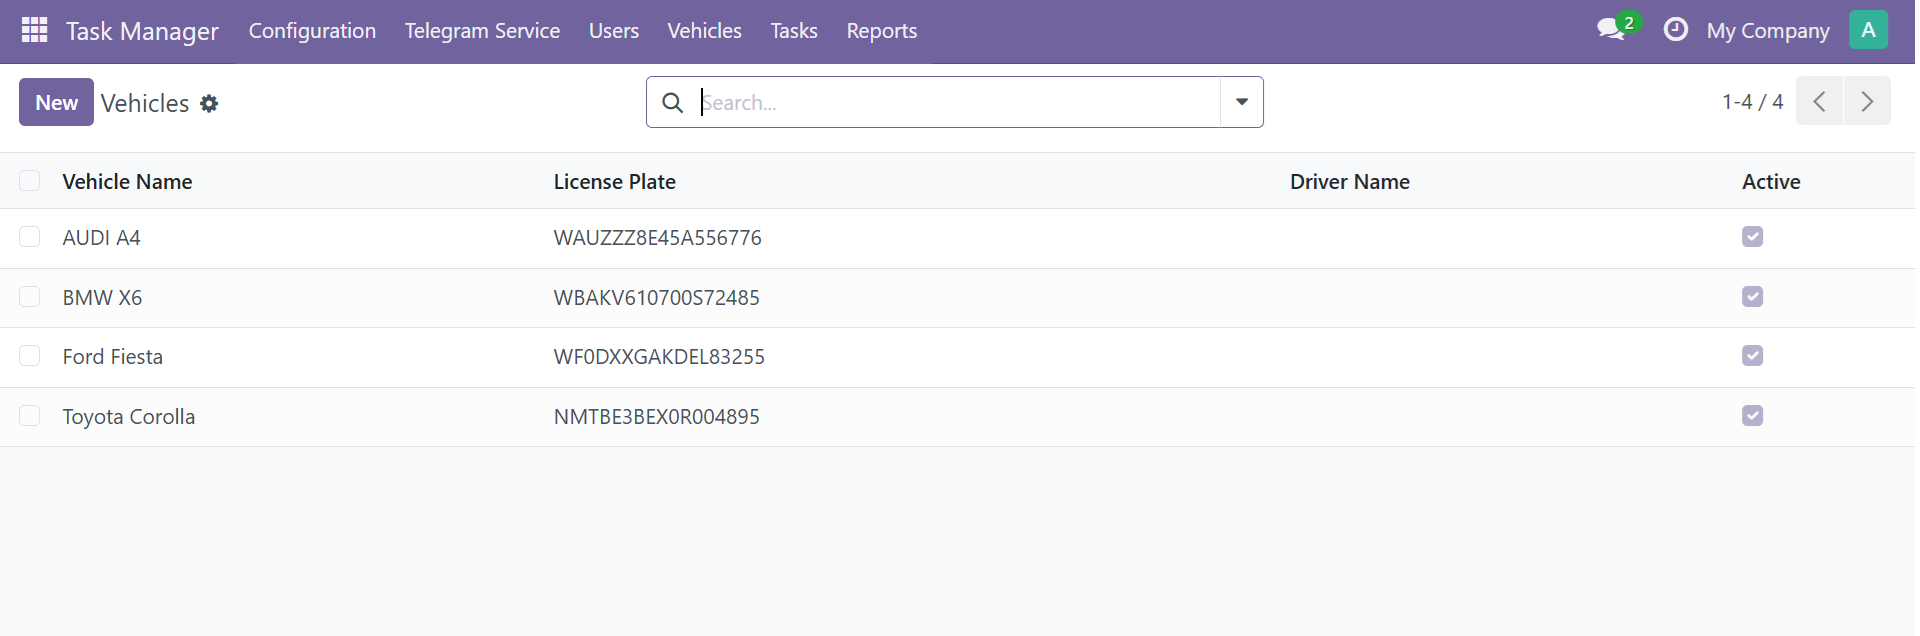 Task Manager Configuration Telegram Service Users Vehicles Tasks Reports 2 My Company A
New Vehicles Search... 1-4 / 4
Vehicle Name License Plate Driver Name Active
AUDI A4 WAUZZZ8E45A556776
BMW X6 WBAKV610700S72485
Ford Fiesta WF0DXXGAKDEL83255
Toyota Corolla NMTBE3BEX0R004895